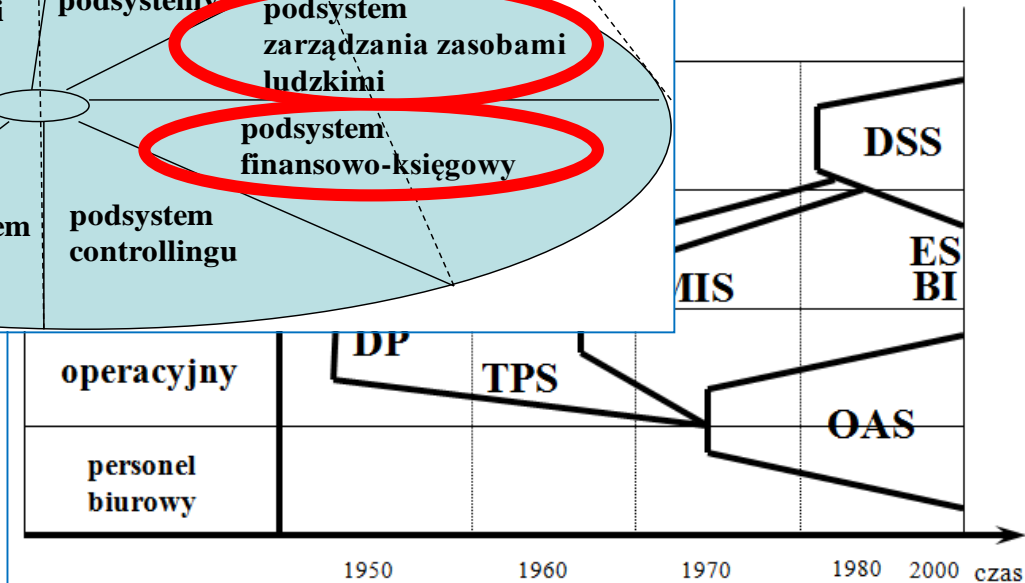 podsystemy
podsystem
zarządzania zasobami
ludzkimi
podsystem
finansowo-księgowy
podsystem
controllingu
DSS
ES
BI
MIS
DP
TPS
operacyjny
OAS
personel
biurowy
1950 1960 1970 1980 2000 czas